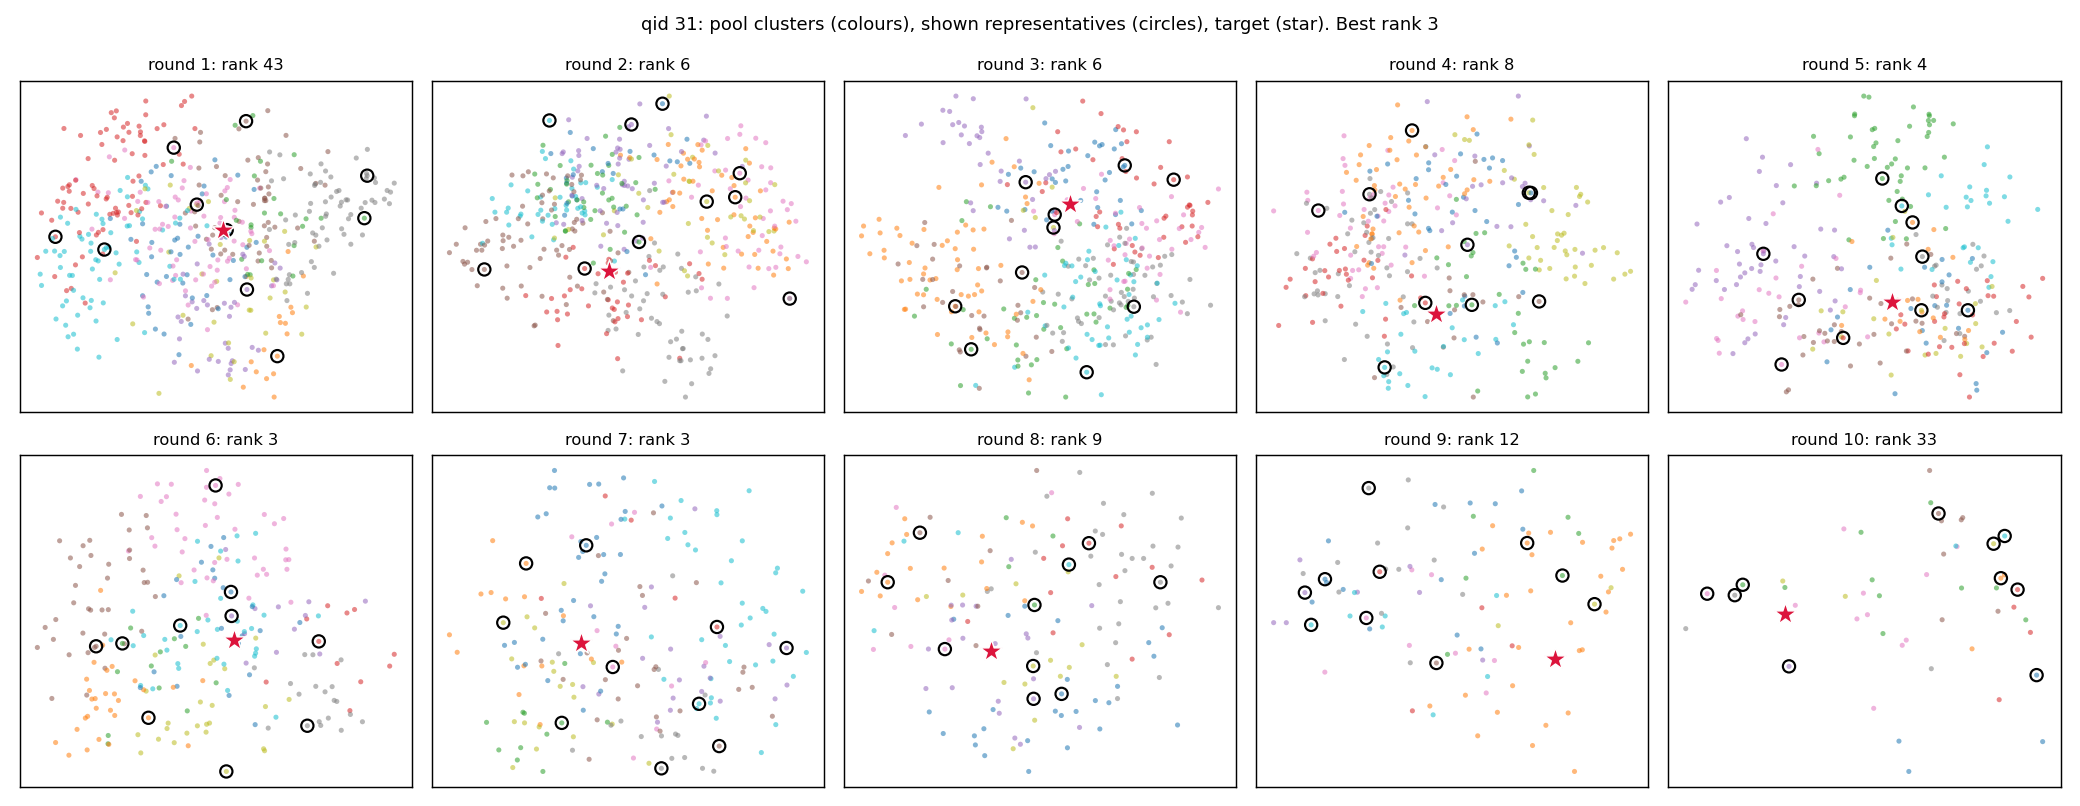 qid 31: pool clusters (colours), shown representatives (circles), target (star). Best rank 3
round 1: rank 43
round 2: rank 6
round 3: rank 6
round 4: rank 8
round 5: rank 4
round 6: rank 3
round 7: rank 3
round 8: rank 9
round 9: rank 12
round 10: rank 33